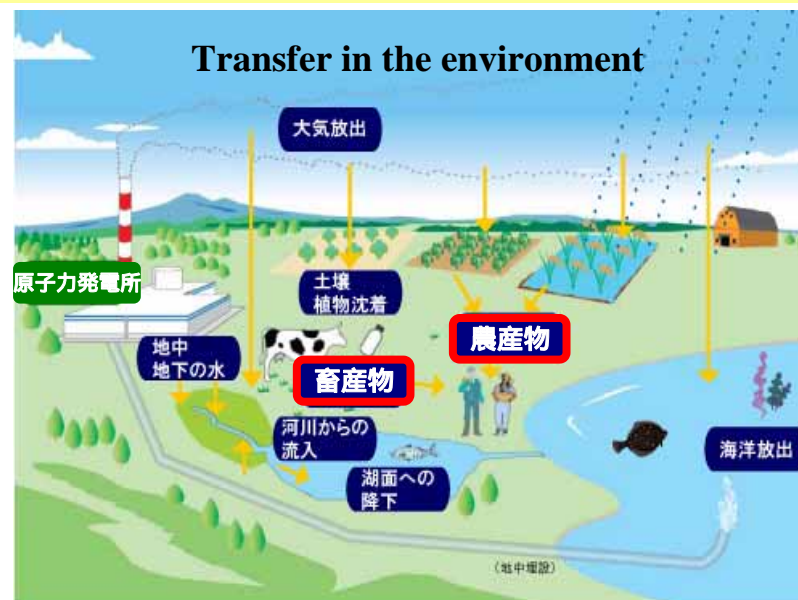 Transfer in the environment
大気放出
原子力発電所
土壌
植物沈着
農産物
地中
地下の水
畜産物
河川からの
流入
海洋放出
湖面への
降下
(地中埋設)